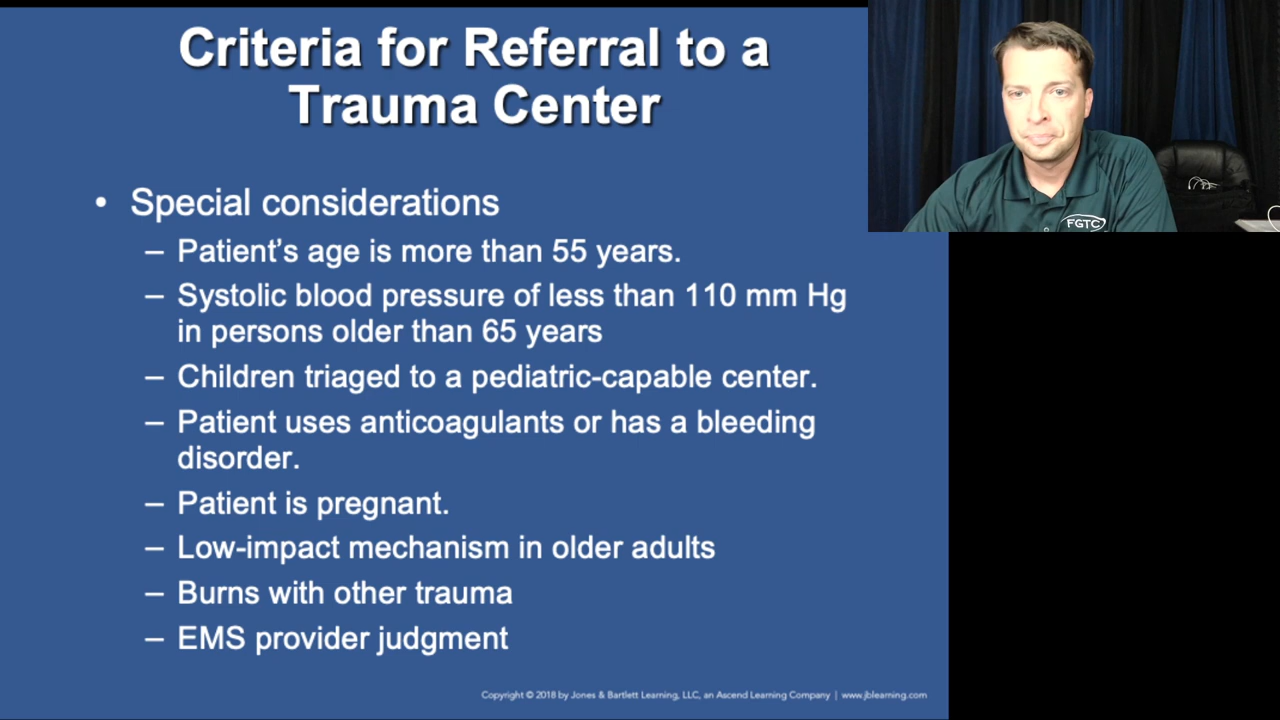 Criteria for Referral to a
Trauma Center
• Special considerations
– Patient's age is more than 55 years.
– Systolic blood pressure of less than 110 mm Hg
in persons older than 65 years
– Children triaged to a pediatric-capable center.
– Patient uses anticoagulants or has a bleeding
disorder.
– Patient is pregnant.
– Low-impact mechanism in older adults
– Burns with other trauma
– EMS provider judgment
Copyright © 2018 by Jones & Bartlett Learning, LLC, an Ascend Learning Company | www.jblearning.com
FGTC